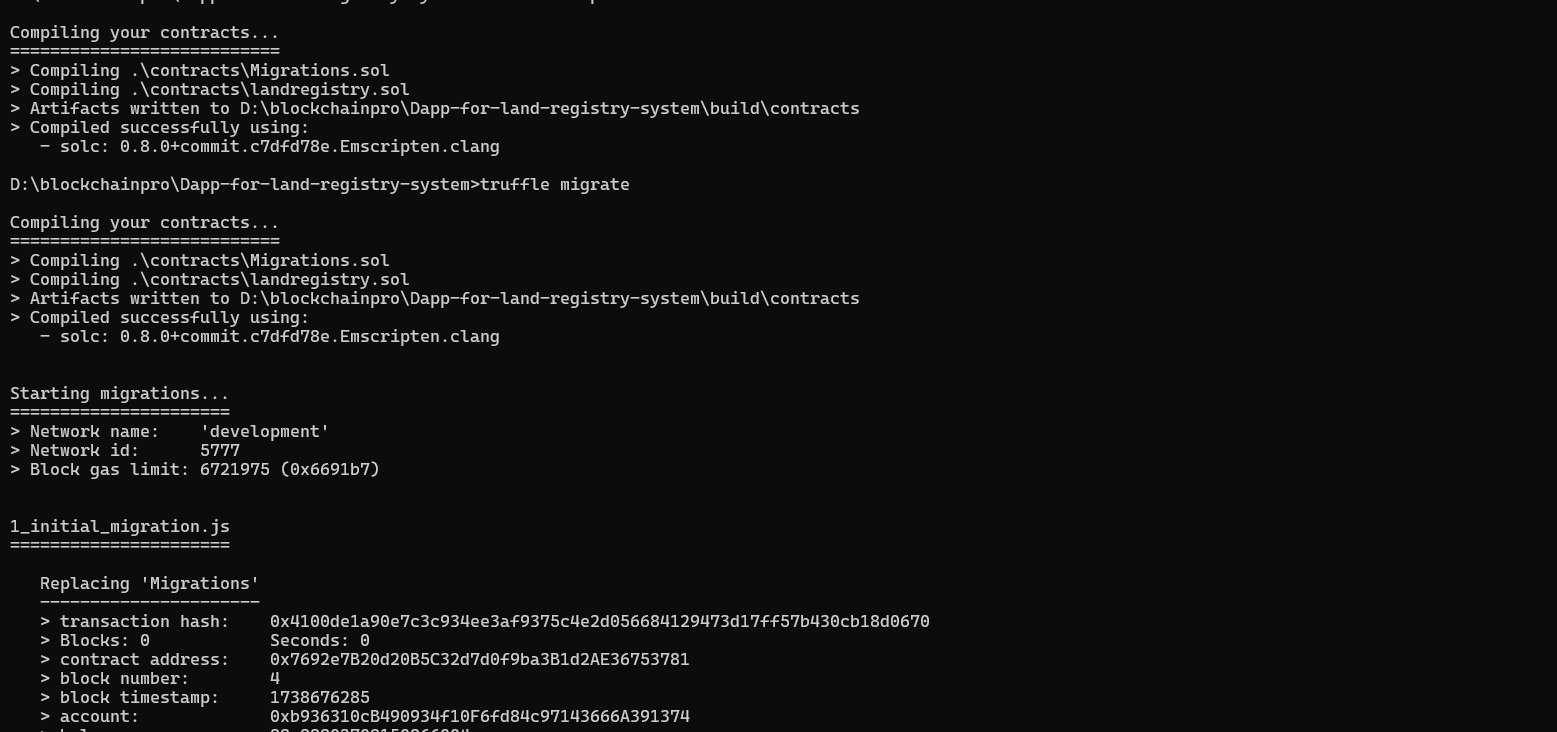 Compiling your contracts...
===========================
> Compiling .\contracts\Migrations.sol
> Compiling .\contracts\landregistry.sol
> Artifacts written to D:\blockchainpro\Dapp-for-land-registry-system\build\contracts
> Compiled successfully using:
   - solc: 0.8.0+commit.c7dfd78e.Emscripten.clang
D:\blockchainpro\Dapp-for-land-registry-system>truffle migrate
Compiling your contracts...
===========================
> Compiling .\contracts\Migrations.sol
> Compiling .\contracts\landregistry.sol
> Artifacts written to D:\blockchainpro\Dapp-for-land-registry-system\build\contracts
> Compiled successfully using:
   - solc: 0.8.0+commit.c7dfd78e.Emscripten.clang
Starting migrations...
======================
> Network name:    'development'
> Network id:      5777
> Block gas limit: 6721975 (0x6691b7)
1_initial_migration.js
======================
   Replacing 'Migrations'
   ----------------------
   > transaction hash:    0x4100de1a90e7c3c934ee3af9375c4e2d056684129473d17ff57b430cb18d0670
   > Blocks: 0            Seconds: 0
   > contract address:    0x7692e7B20d20B5C32d7d0f9ba3B1d2AE36753781
   > block number:        4
   > block timestamp:     1738676285
   > account:             0xb936310cB490934f10F6fd84c97143666A391374